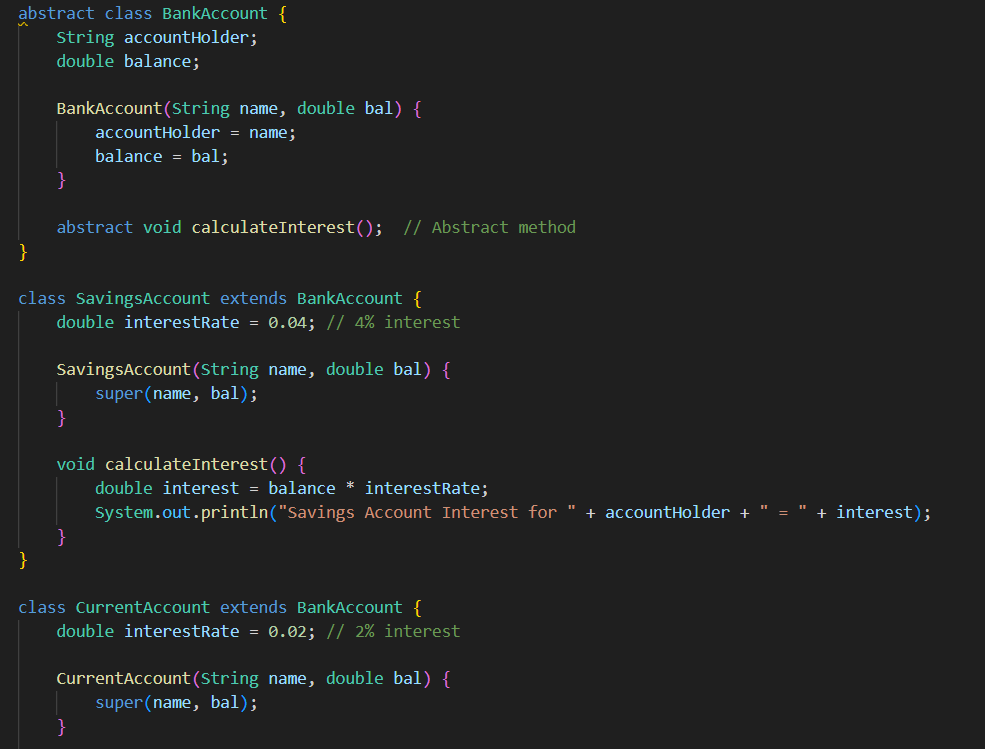 abstract class BankAccount {
    String accountHolder;
    double balance;

    BankAccount(String name, double bal) {
        accountHolder = name;
        balance = bal;
    }

    abstract void calculateInterest();  // Abstract method
}

class SavingsAccount extends BankAccount {
    double interestRate = 0.04; // 4% interest

    SavingsAccount(String name, double bal) {
        super(name, bal);
    }

    void calculateInterest() {
        double interest = balance * interestRate;
        System.out.println("Savings Account Interest for " + accountHolder + " = " + interest);
    }
}

class CurrentAccount extends BankAccount {
    double interestRate = 0.02; // 2% interest

    CurrentAccount(String name, double bal) {
        super(name, bal);
    }